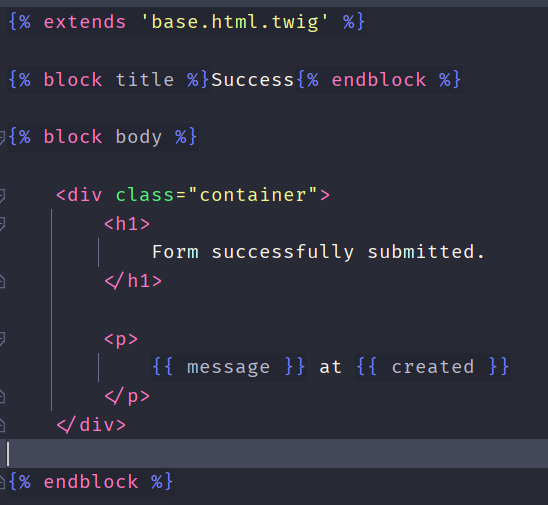 {% extends 'base.html.twig' %}
{% block title %}Success{% endblock %}
{% block body %}
<div class="container">
<h1>
Form successfully submitted.
</h1>
<p>
{{ message }} at {{ created }}
</p>
</div>
{% endblock %}